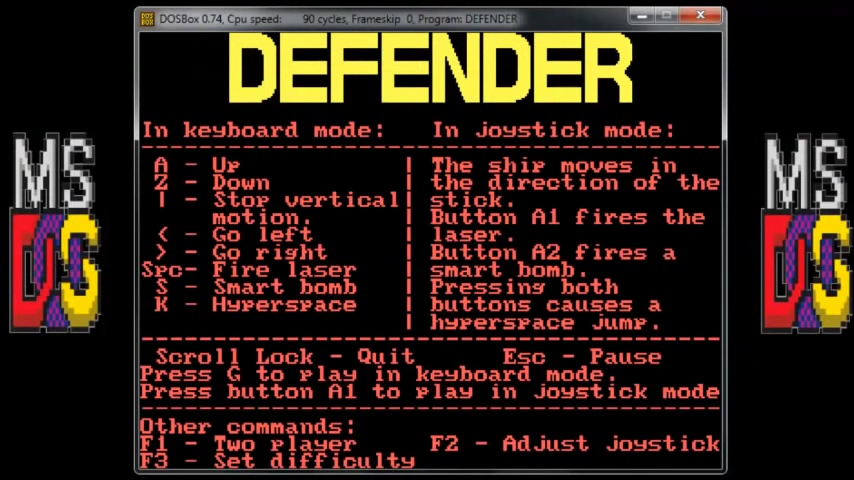 DOSBox 0.74, Cpu speed: 90 cycles, Frameskip 0, Program: DEFENDER
DEFENDER
In keyboard mode: In joystick mode:
A - Up | The ship moves in
Z - Down | the direction of the
| - Stop vertical | stick.
motion. | Button A1 fires the
< - Go left | laser.
> - Go right | Button A2 fires a
Spc- Fire laser | smart bomb.
S - Smart bomb | Pressing both
K - Hyperspace | buttons causes a
| hyperspace jump.
Scroll Lock - Quit Esc - Pause
Press G to play in keyboard mode.
Press button A1 to play in joystick mode
Other commands:
F1 - Two player F2 - Adjust joystick
F3 - Set difficulty
MS
DOS
MS
DOS